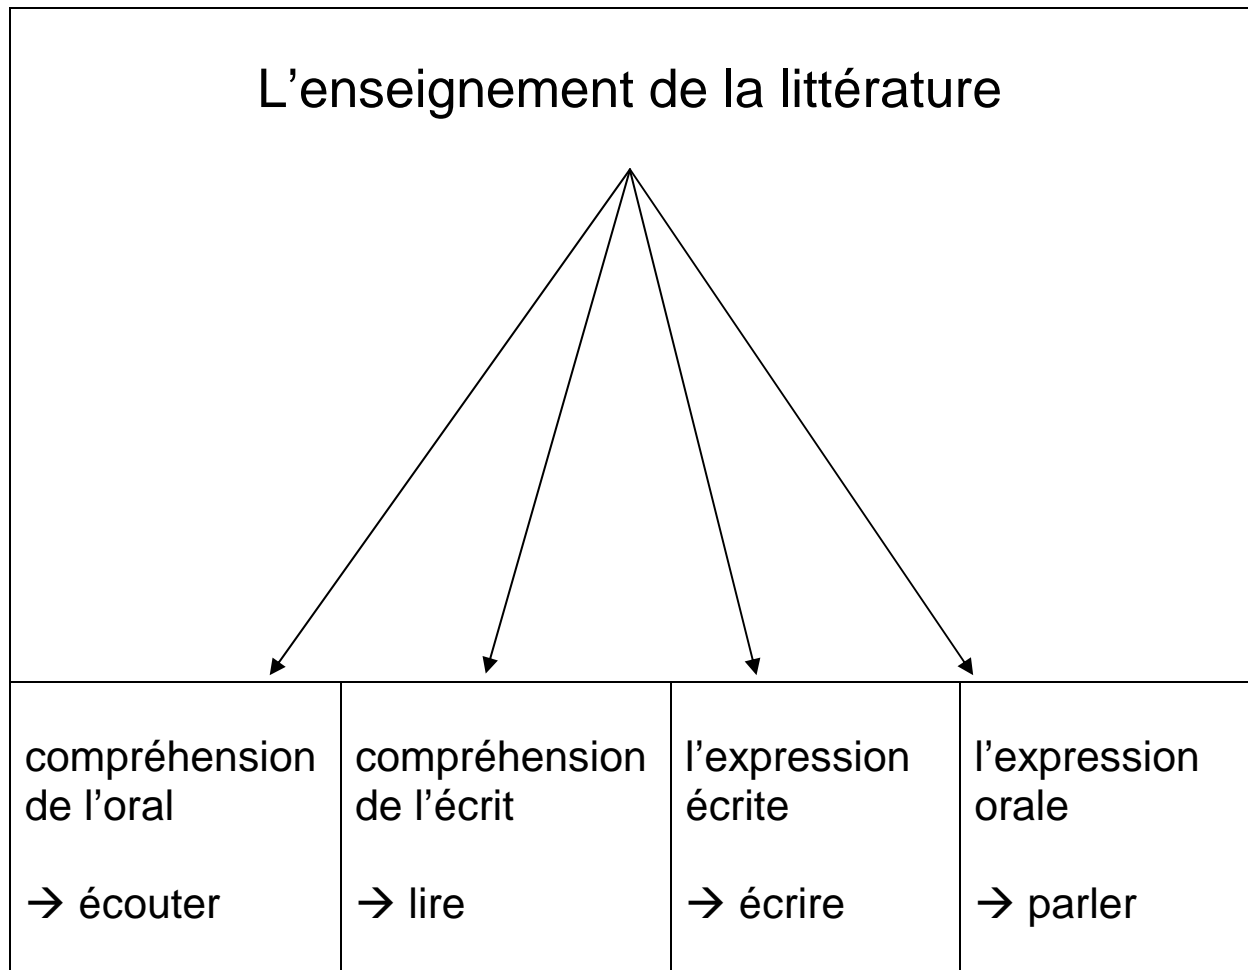 L’enseignement de la littérature
compréhension
de l’oral
→ écouter
compréhension
de l’écrit
→ lire
l’expression
écrite
→ écrire
l’expression
orale
→ parler